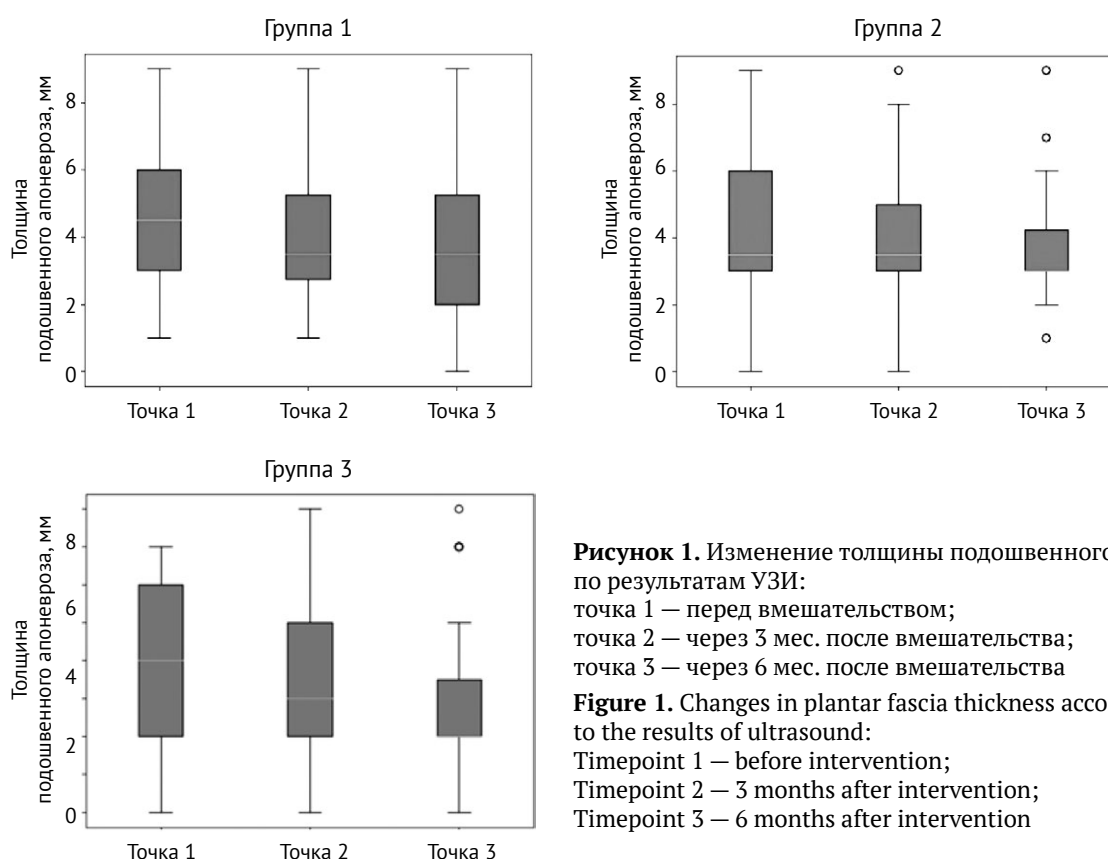 Группа 1
Толщина
подошвенного апоневроза, мм
8
6
4
2
0
Точка 1 Точка 2 Точка 3
Группа 2
Толщина
подошвенного апоневроза, мм
8
6
4
2
0
Точка 1 Точка 2 Точка 3
Группа 3
Толщина
подошвенного апоневроза, мм
8
6
4
2
0
Точка 1 Точка 2 Точка 3
Рисунок 1. Изменение толщины подошвенного
по результатам УЗИ:
точка 1 — перед вмешательством;
точка 2 — через 3 мес. после вмешательства;
точка 3 — через 6 мес. после вмешательства
Figure 1. Changes in plantar fascia thickness acco
to the results of ultrasound:
Timepoint 1 — before intervention;
Timepoint 2 — 3 months after intervention;
Timepoint 3 — 6 months after intervention